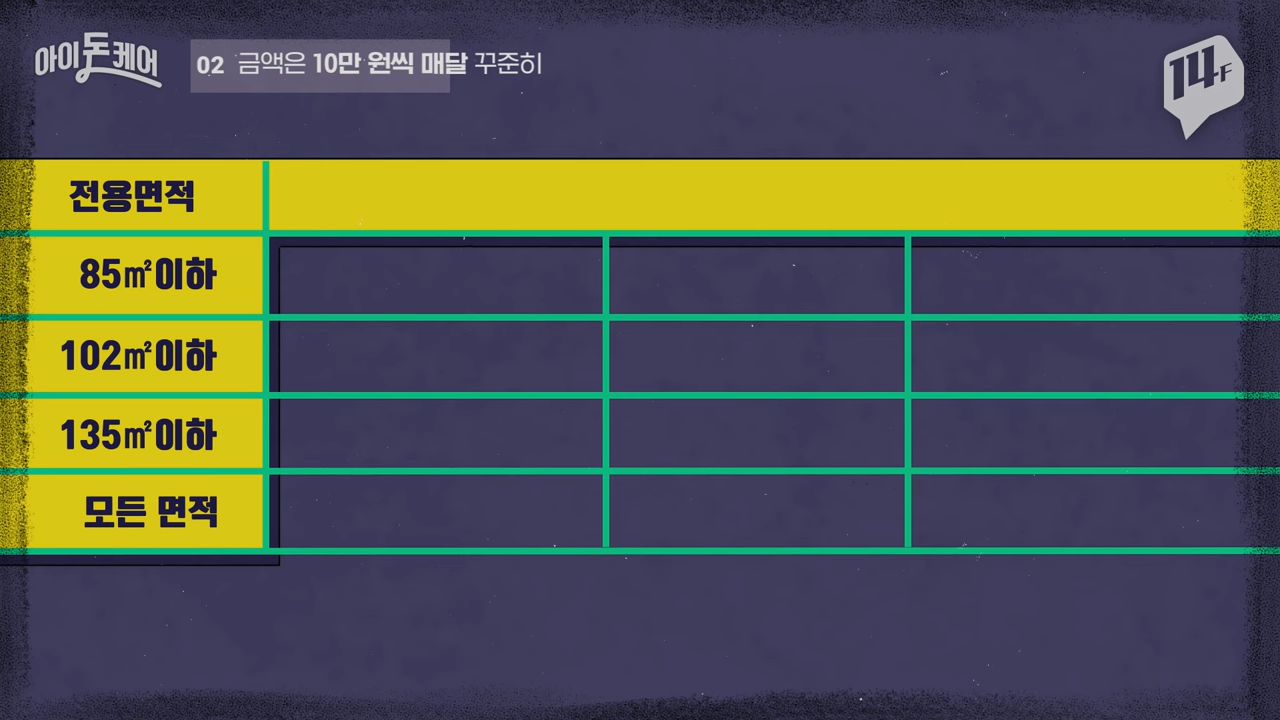 아이돈케어
02 금액은 10만 원씩 매달 꾸준히
14F
전용면적
85㎡이하
102㎡이하
135㎡이하
모든 면적